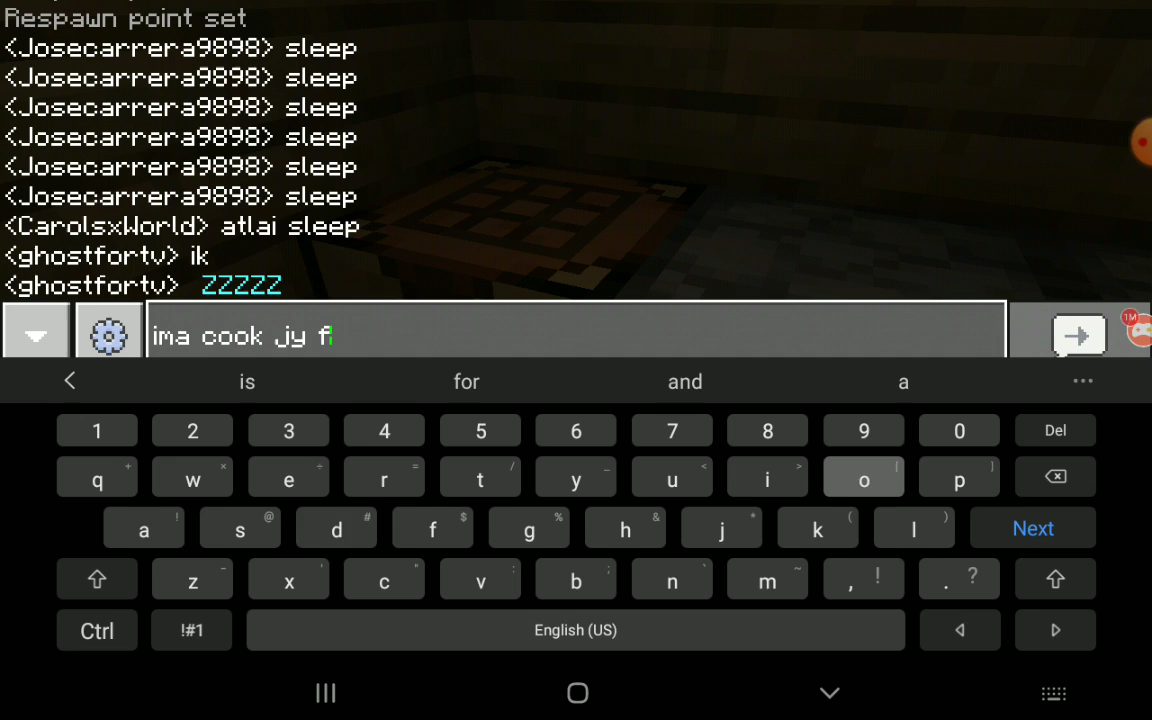 Respawn point set
<Josecarrera9898> sleep
<Josecarrera9898> sleep
<Josecarrera9898> sleep
<Josecarrera9898> sleep
<Josecarrera9898> sleep
<Josecarrera9898> sleep
<CarolsxWorld> atlai sleep
<ghostfortv> ik
<ghostfortv> ZZZZZ
ima cook .jy f
1M
is for and a ...
1 2 3 4 5 6 7 8 9 0 Del
q + w × e ÷ r = t / y _ u < i > o [ p ]
a ! s @ d # f $ g % h & j * k ( l ) Next
z - x ' c " v : b ; n ` m ~ , ! . ?
Ctrl !#1 English (US)